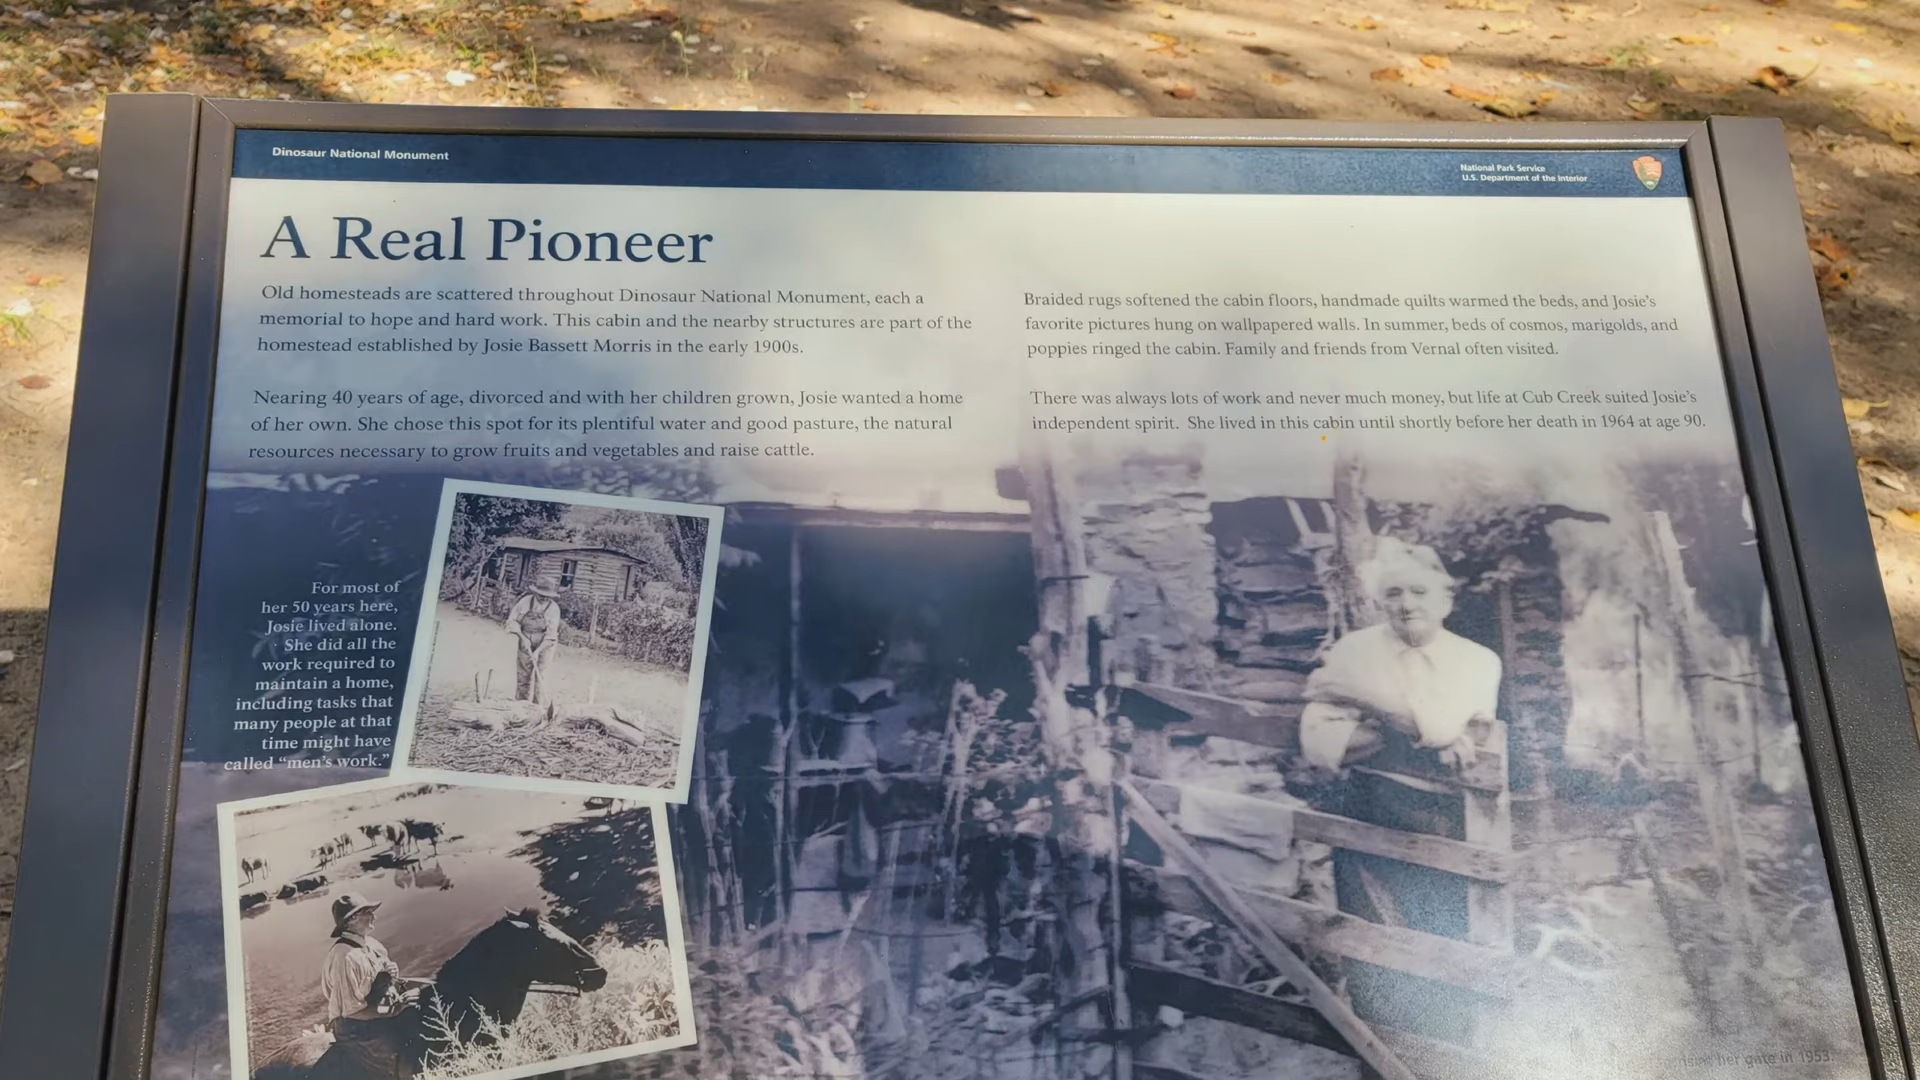 Dinosaur National Monument
National Park Service
U.S. Department of the Interior
A Real Pioneer
Old homesteads are scattered throughout Dinosaur National Monument, each a
memorial to hope and hard work. This cabin and the nearby structures are part of the
homestead established by Josie Bassett Morris in the early 1900s.
Nearing 40 years of age, divorced and with her children grown, Josie wanted a home
of her own. She chose this spot for its plentiful water and good pasture, the natural
resources necessary to grow fruits and vegetables and raise cattle.
Braided rugs softened the cabin floors, handmade quilts warmed the beds, and Josie's
favorite pictures hung on wallpapered walls. In summer, beds of cosmos, marigolds, and
poppies ringed the cabin. Family and friends from Vernal often visited.
There was always lots of work and never much money, but life at Cub Creek suited Josie's
independent spirit. She lived in this cabin until shortly before her death in 1964 at age 90.
For most of
her 50 years here,
Josie lived alone.
She did all the
work required to
maintain a home,
including tasks that
many people at that
time might have
called “men's work.”
her gate in 1953.